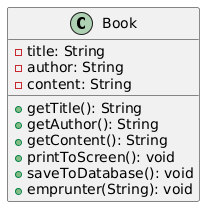 C Book
title: String
author: String
content: String
getTitle(): String
getAuthor(): String
getContent(): String
printToScreen(): void
saveToDatabase(): void
emprunter(String): void